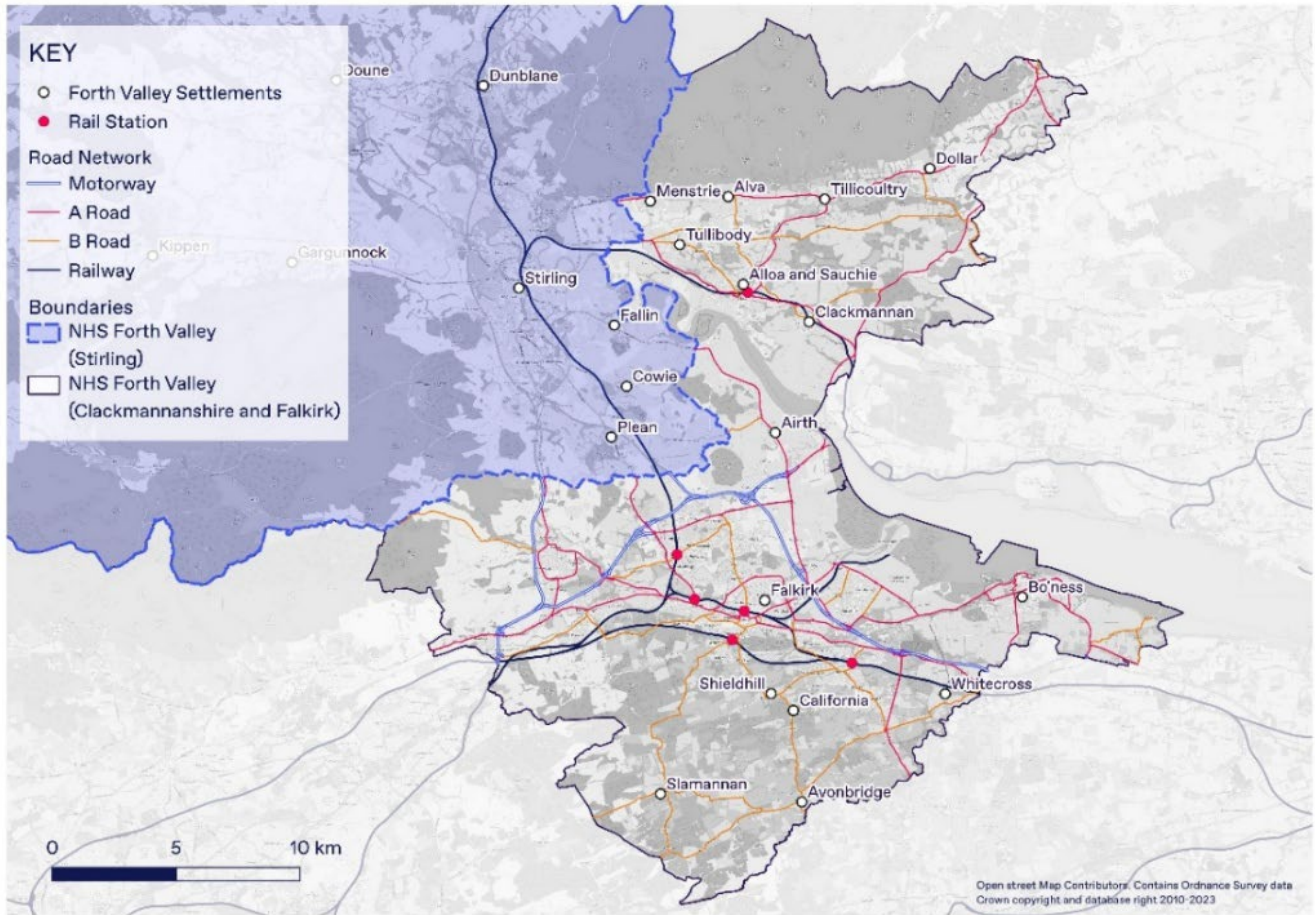 KEY
Forth Valley Settlements
Rail Station
Road Network
Motorway
A Road
B Road
Railway
Boundaries
NHS Forth Valley
(Stirling)
NHS Forth Valley
(Clackmannanshire and Falkirk)
Doune
Dunblane
Kippen
Gargunnock
Stirling
Fallin
Cowie
Plean
Menstrie
Alva
Tillicoultry
Dollar
Tullibody
Alloa and Sauchie
Clackmannan
Airth
Falkirk
Bo'ness
Shieldhill
California
Whitecross
Slamannan
Avonbridge
0 5 10 km
Open street Map Contributors. Contains Ordnance Survey data
Crown copyright and database right 2010-2023